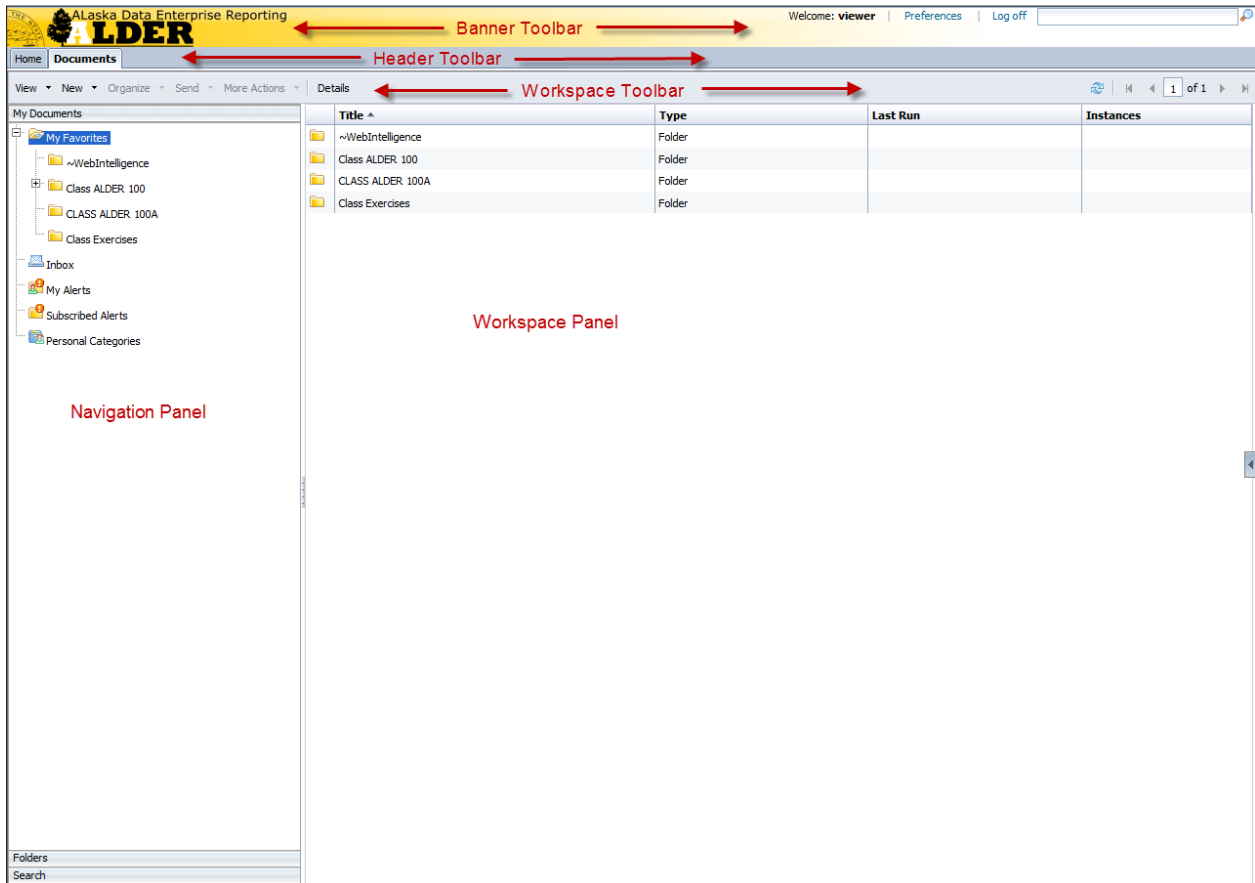 ALaska Data Enterprise Reporting
ALDER
Banner Toolbar
Welcome: viewer | Preferences | Log off
Home Documents
Header Toolbar
View New Organize Send More Actions Details
Workspace Toolbar
1 of 1
My Documents
Title Type Last Run Instances
My Favorites
~WebIntelligence
Class ALDER 100
CLASS ALDER 100A
Class Exercises
Inbox
My Alerts
Subscribed Alerts
Personal Categories
~WebIntelligence Folder
Class ALDER 100 Folder
CLASS ALDER 100A Folder
Class Exercises Folder
Workspace Panel
Navigation Panel
Folders
Search